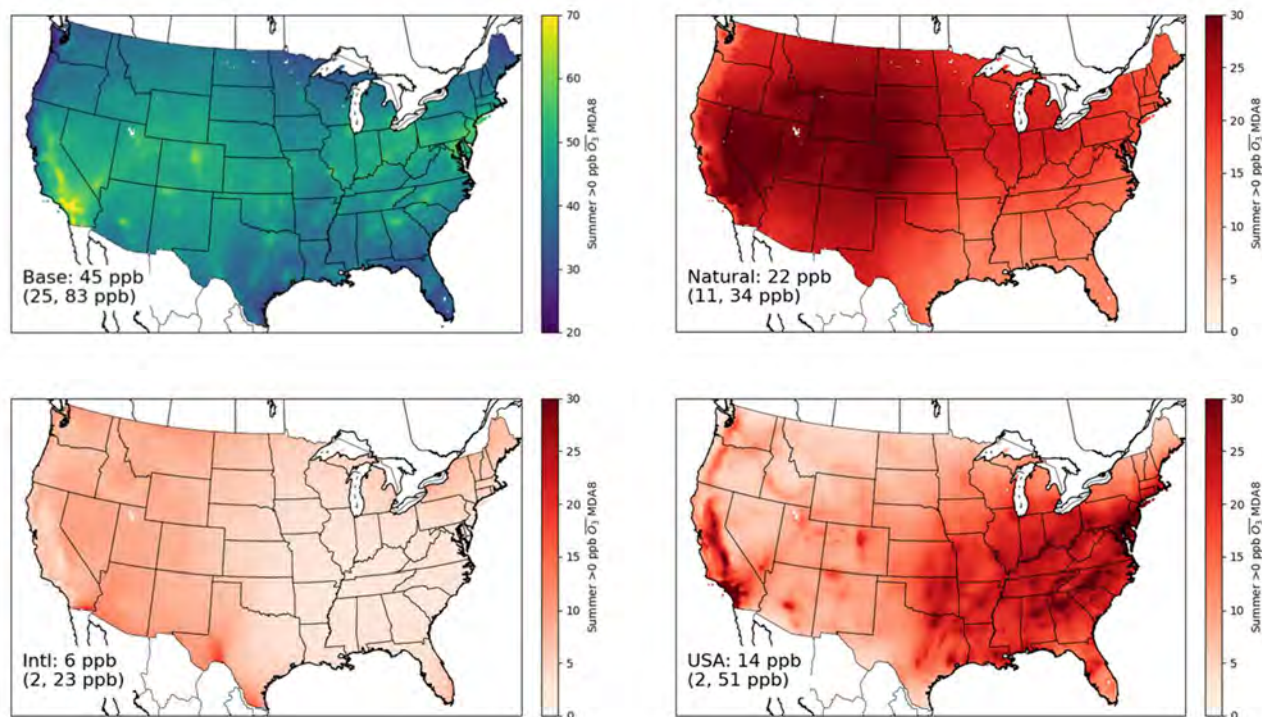 70
60
50
40
30
20
Summer >0 ppb O₃ MDA8
Base: 45 ppb
(25, 83 ppb)
30
25
20
15
10
5
0
Summer >0 ppb O₃ MDA8
Natural: 22 ppb
(11, 34 ppb)
30
25
20
15
10
5
0
Summer >0 ppb O₃ MDA8
Intl: 6 ppb
(2, 23 ppb)
30
25
20
15
10
5
0
Summer >0 ppb O₃ MDA8
USA: 14 ppb
(2, 51 ppb)